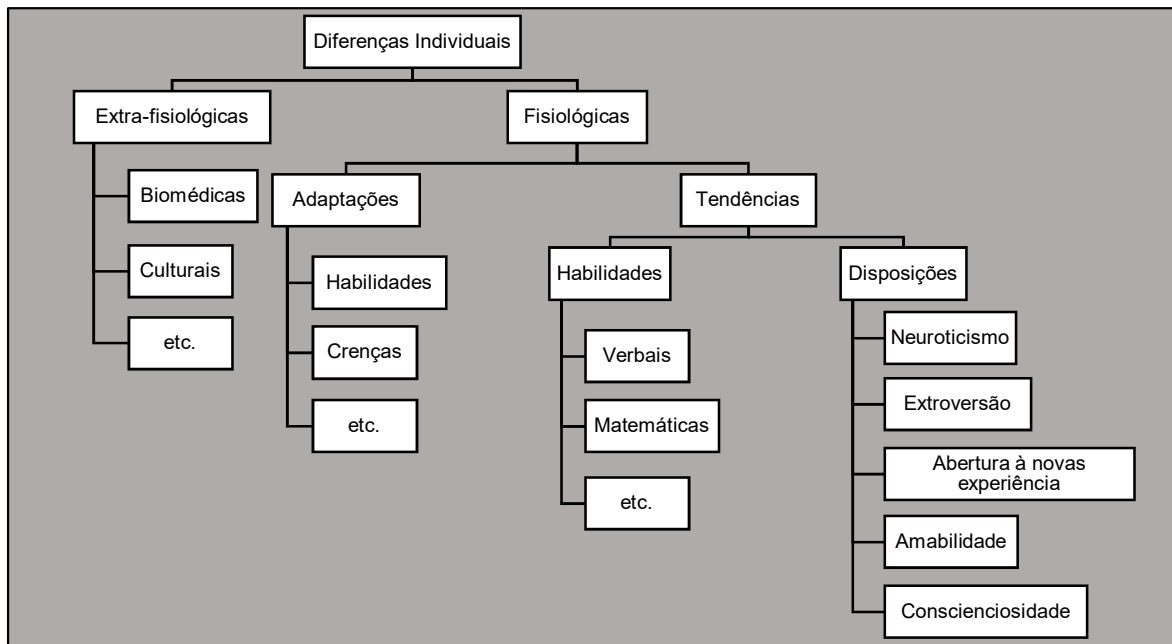 Diferenças Individuais
Extra-fisiológicas
Fisiológicas
Biomédicas
Culturais
etc.
Adaptações
Habilidades
Crenças
etc.
Tendências
Habilidades
Verbais
Matemáticas
etc.
Disposições
Neuroticismo
Extroversão
Abertura à novas
experiência
Amabilidade
Conscienciosidade